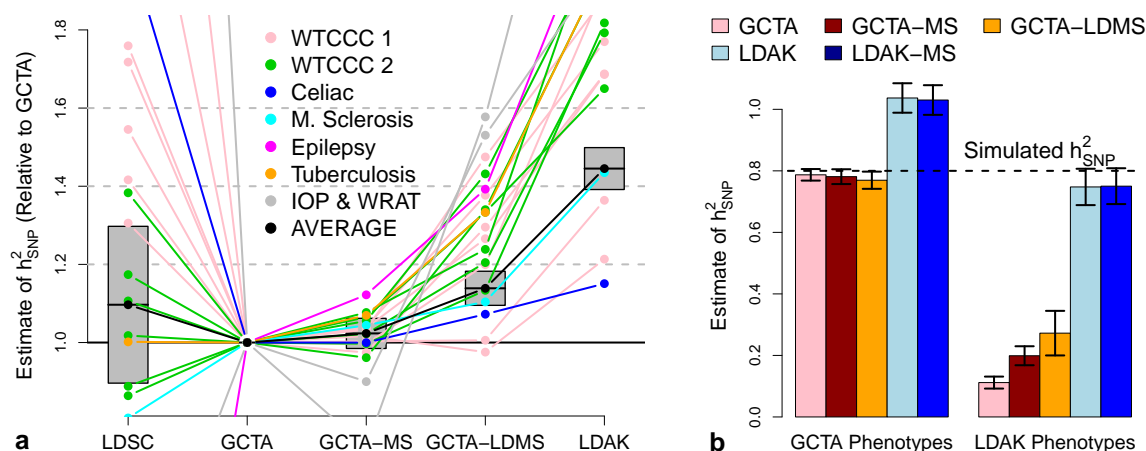 Estimate of h²SNP (Relative to GCTA)
1.8
1.6
1.4
1.2
1.0
WTCCC 1
WTCCC 2
Celiac
M. Sclerosis
Epilepsy
Tuberculosis
IOP & WRAT
AVERAGE
LDSC
GCTA
GCTA−MS
GCTA−LDMS
LDAK
a
GCTA
GCTA−MS
GCTA−LDMS
LDAK
LDAK−MS
Estimate of h²SNP
1.0
0.8
0.6
0.4
0.2
0.0
Simulated h²SNP
GCTA Phenotypes
LDAK Phenotypes
b